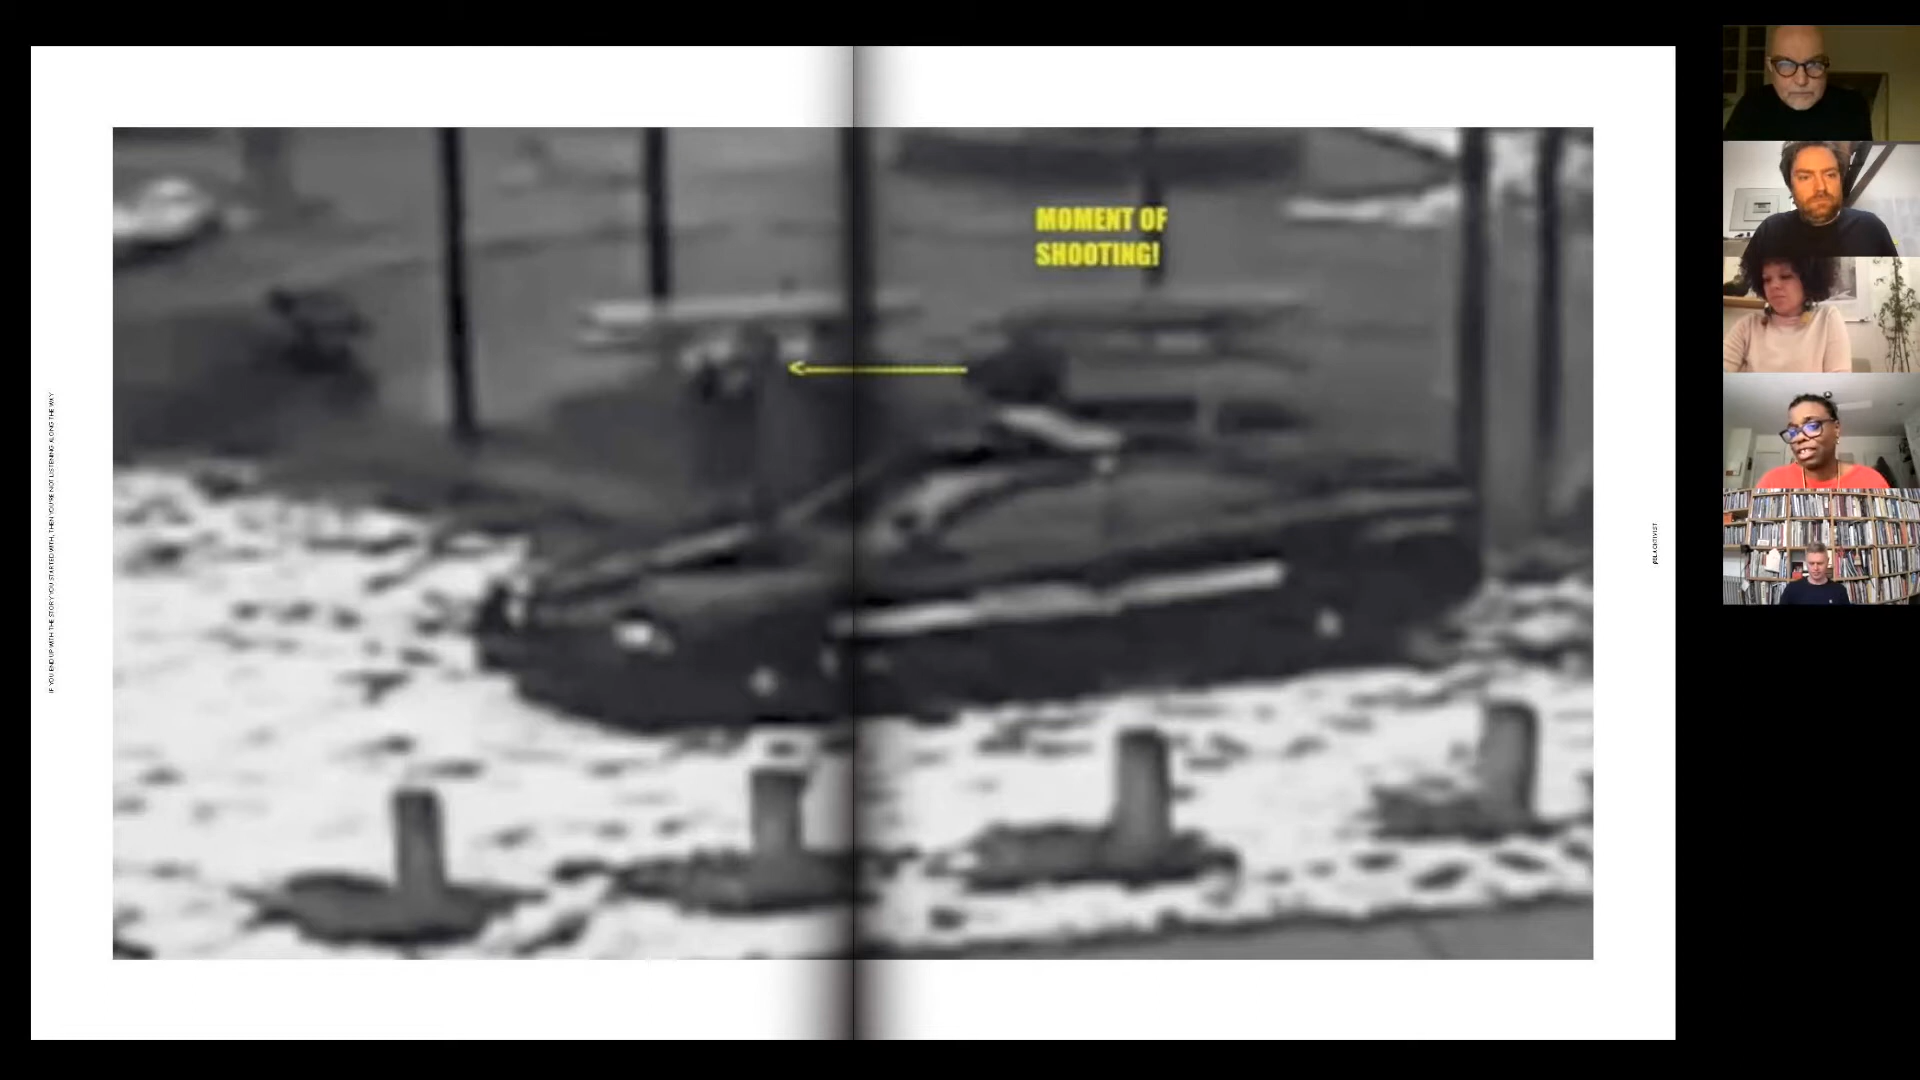 IF YOU END UP WITH THE STORY YOU STARTED WITH, THEN YOU'RE NOT LISTENING ALONG THE WAY
MOMENT OF
SHOOTING!
#BLACKTIVIST